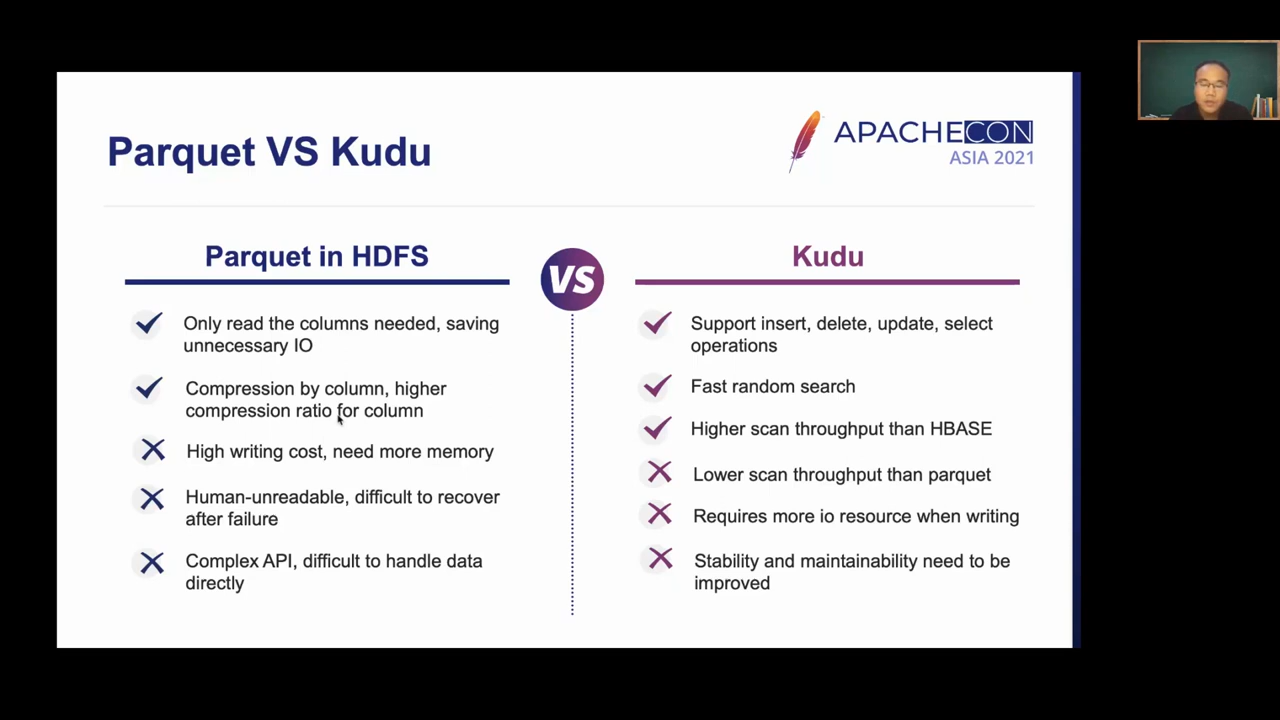 Parquet VS Kudu
APACHECON
ASIA 2021
Parquet in HDFS
VS
Kudu
Only read the columns needed, saving
unnecessary IO
Compression by column, higher
compression ratio for column
High writing cost, need more memory
Human-unreadable, difficult to recover
after failure
Complex API, difficult to handle data
directly
Support insert, delete, update, select
operations
Fast random search
Higher scan throughput than HBASE
Lower scan throughput than parquet
Requires more io resource when writing
Stability and maintainability need to be
improved